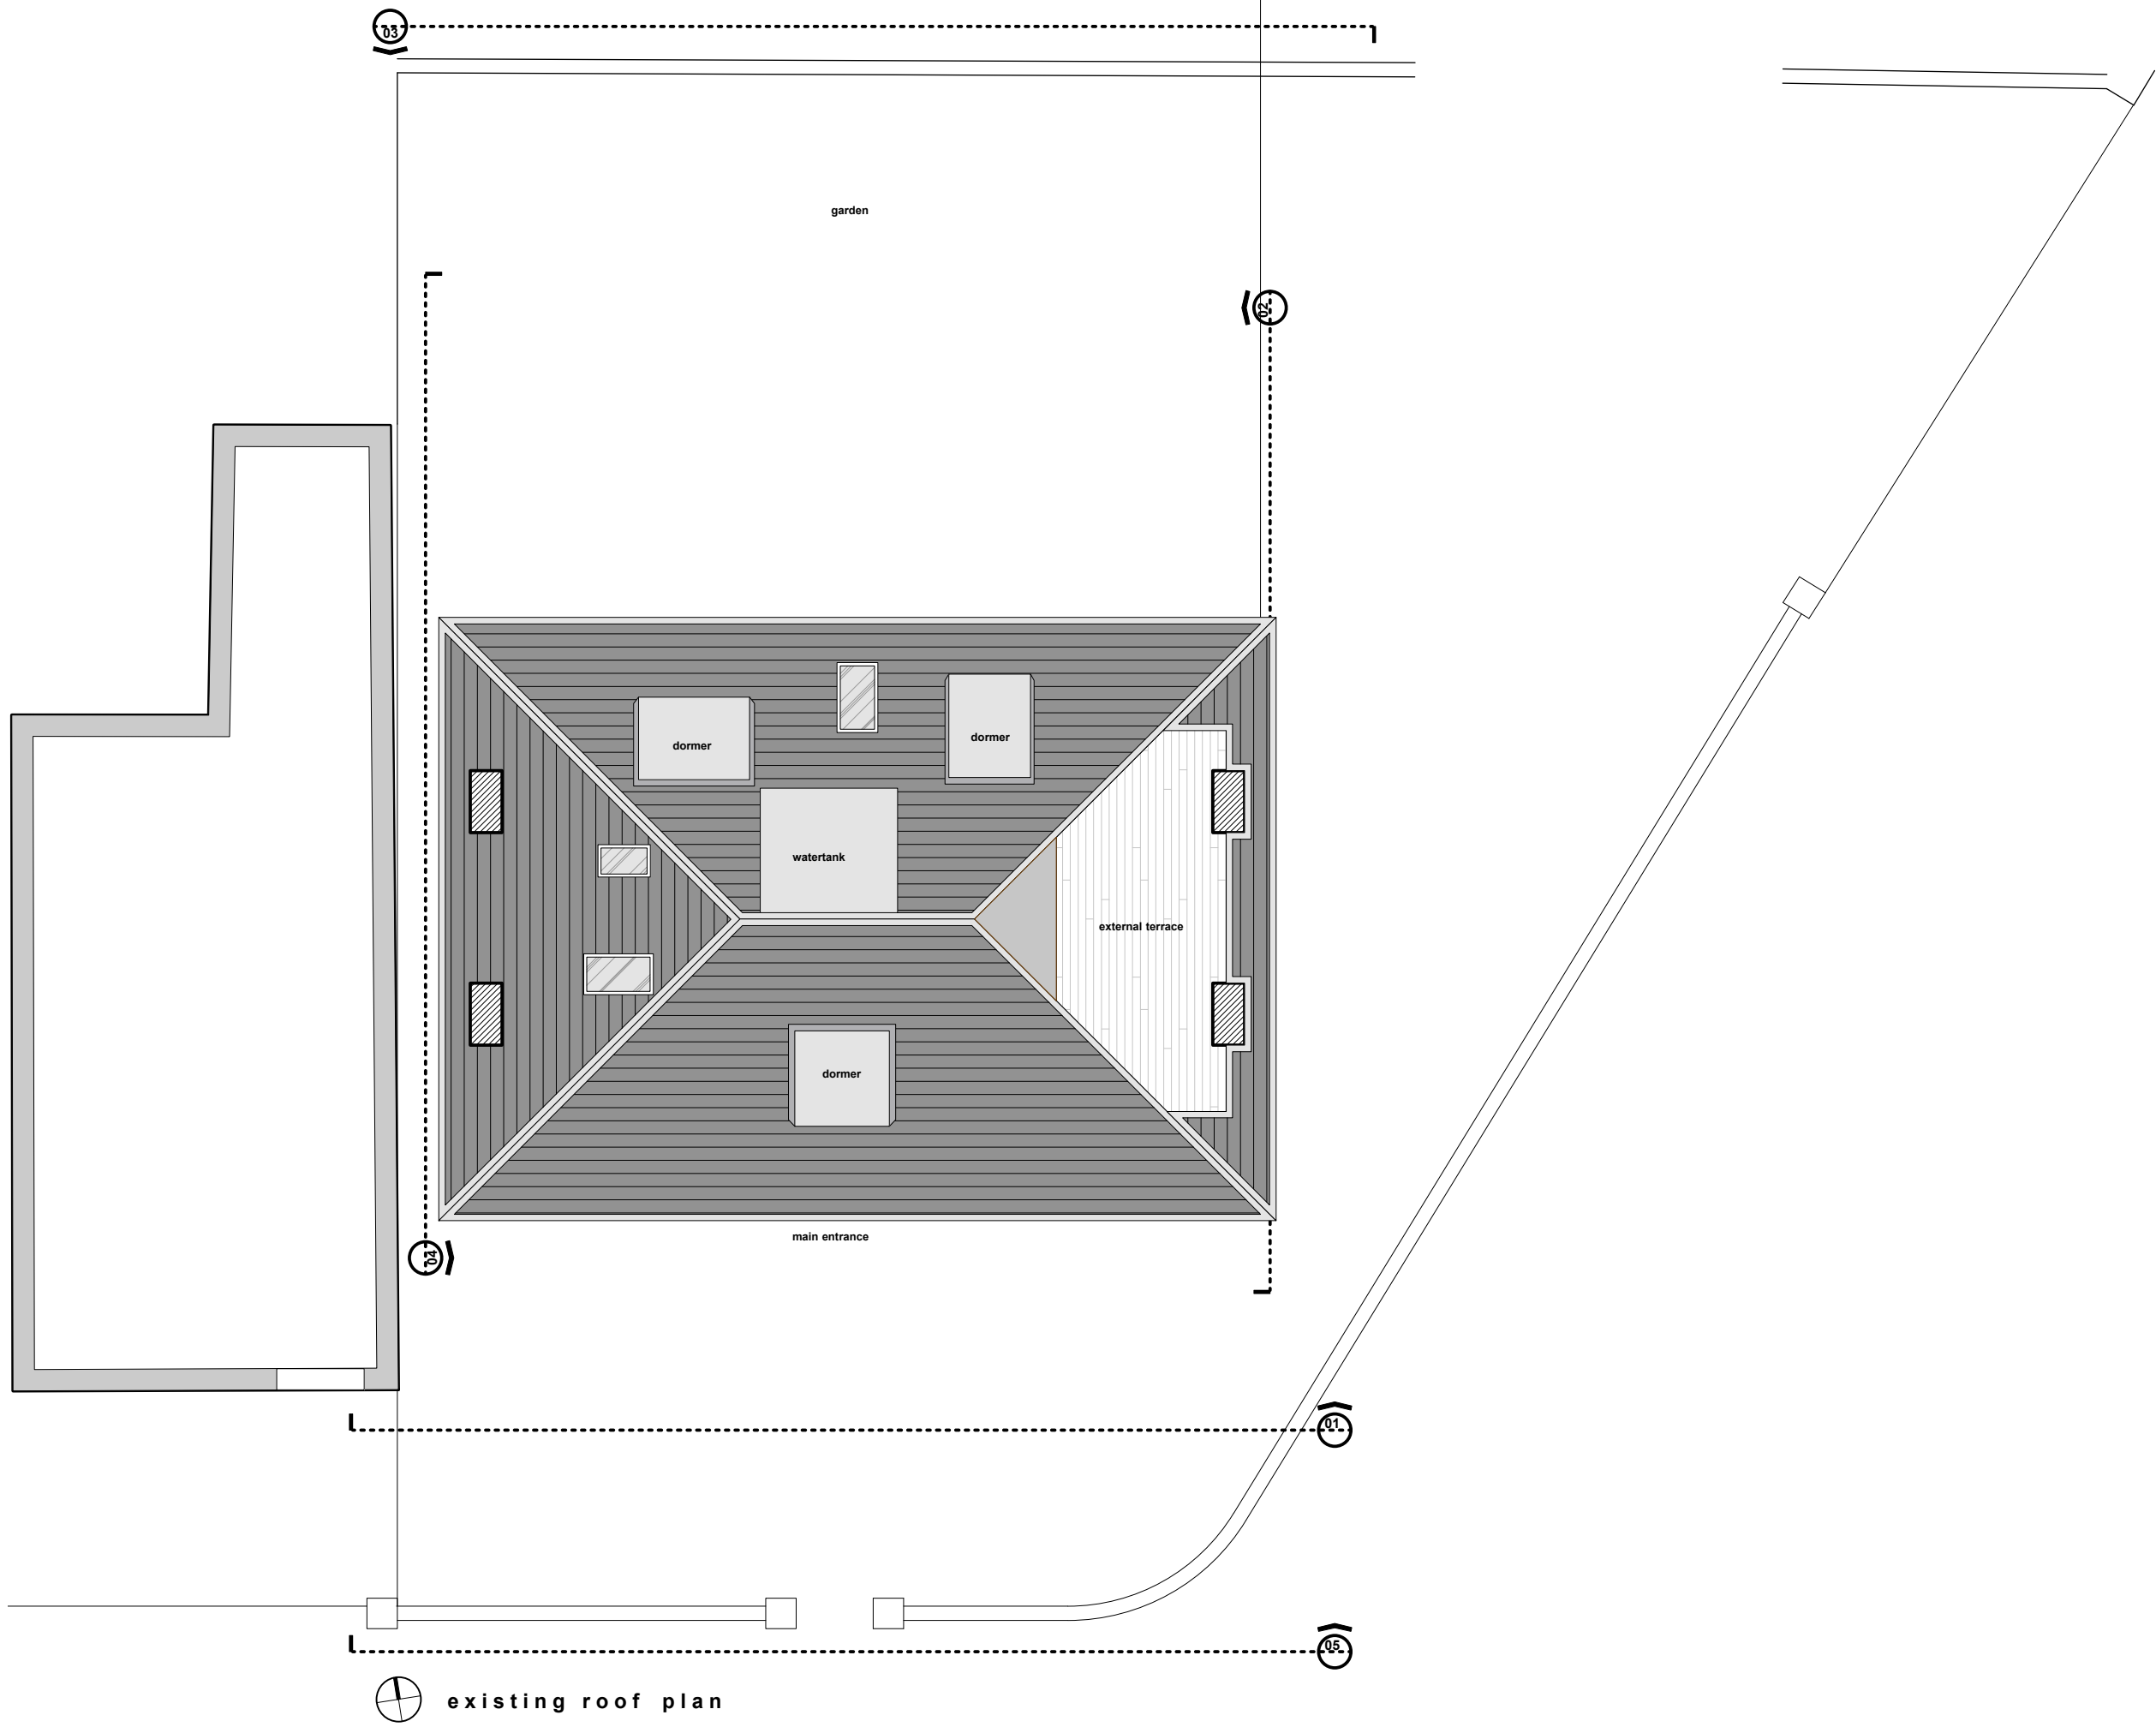 03
garden
02
dormer
dormer
watertank
external terrace
dormer
main entrance
04
01
05
existing roof plan